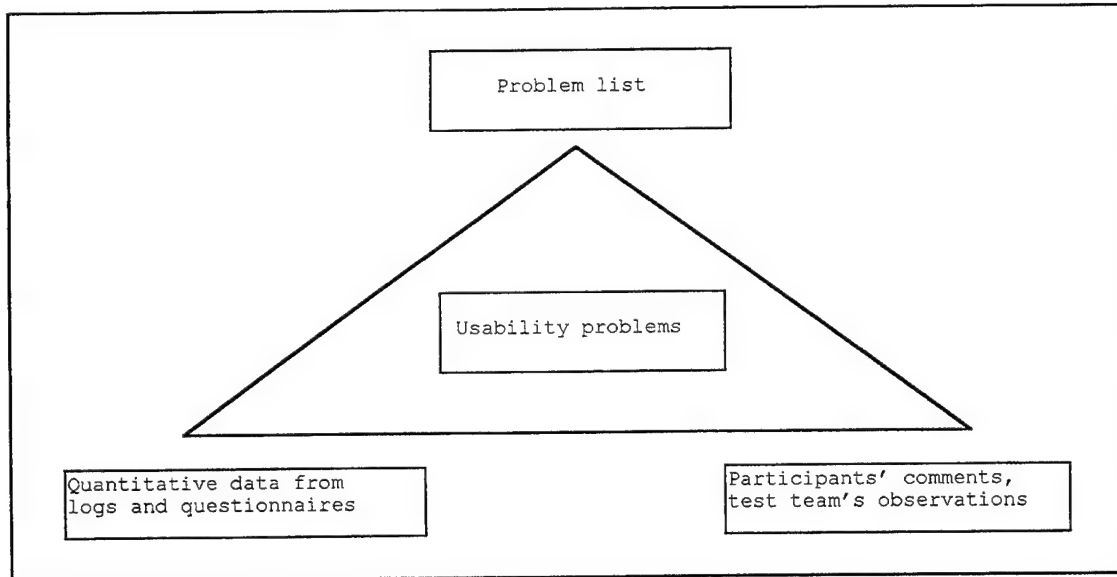 Problem list
Usability problems
Quantitative data from
logs and questionnaires
Participants' comments,
test team's observations